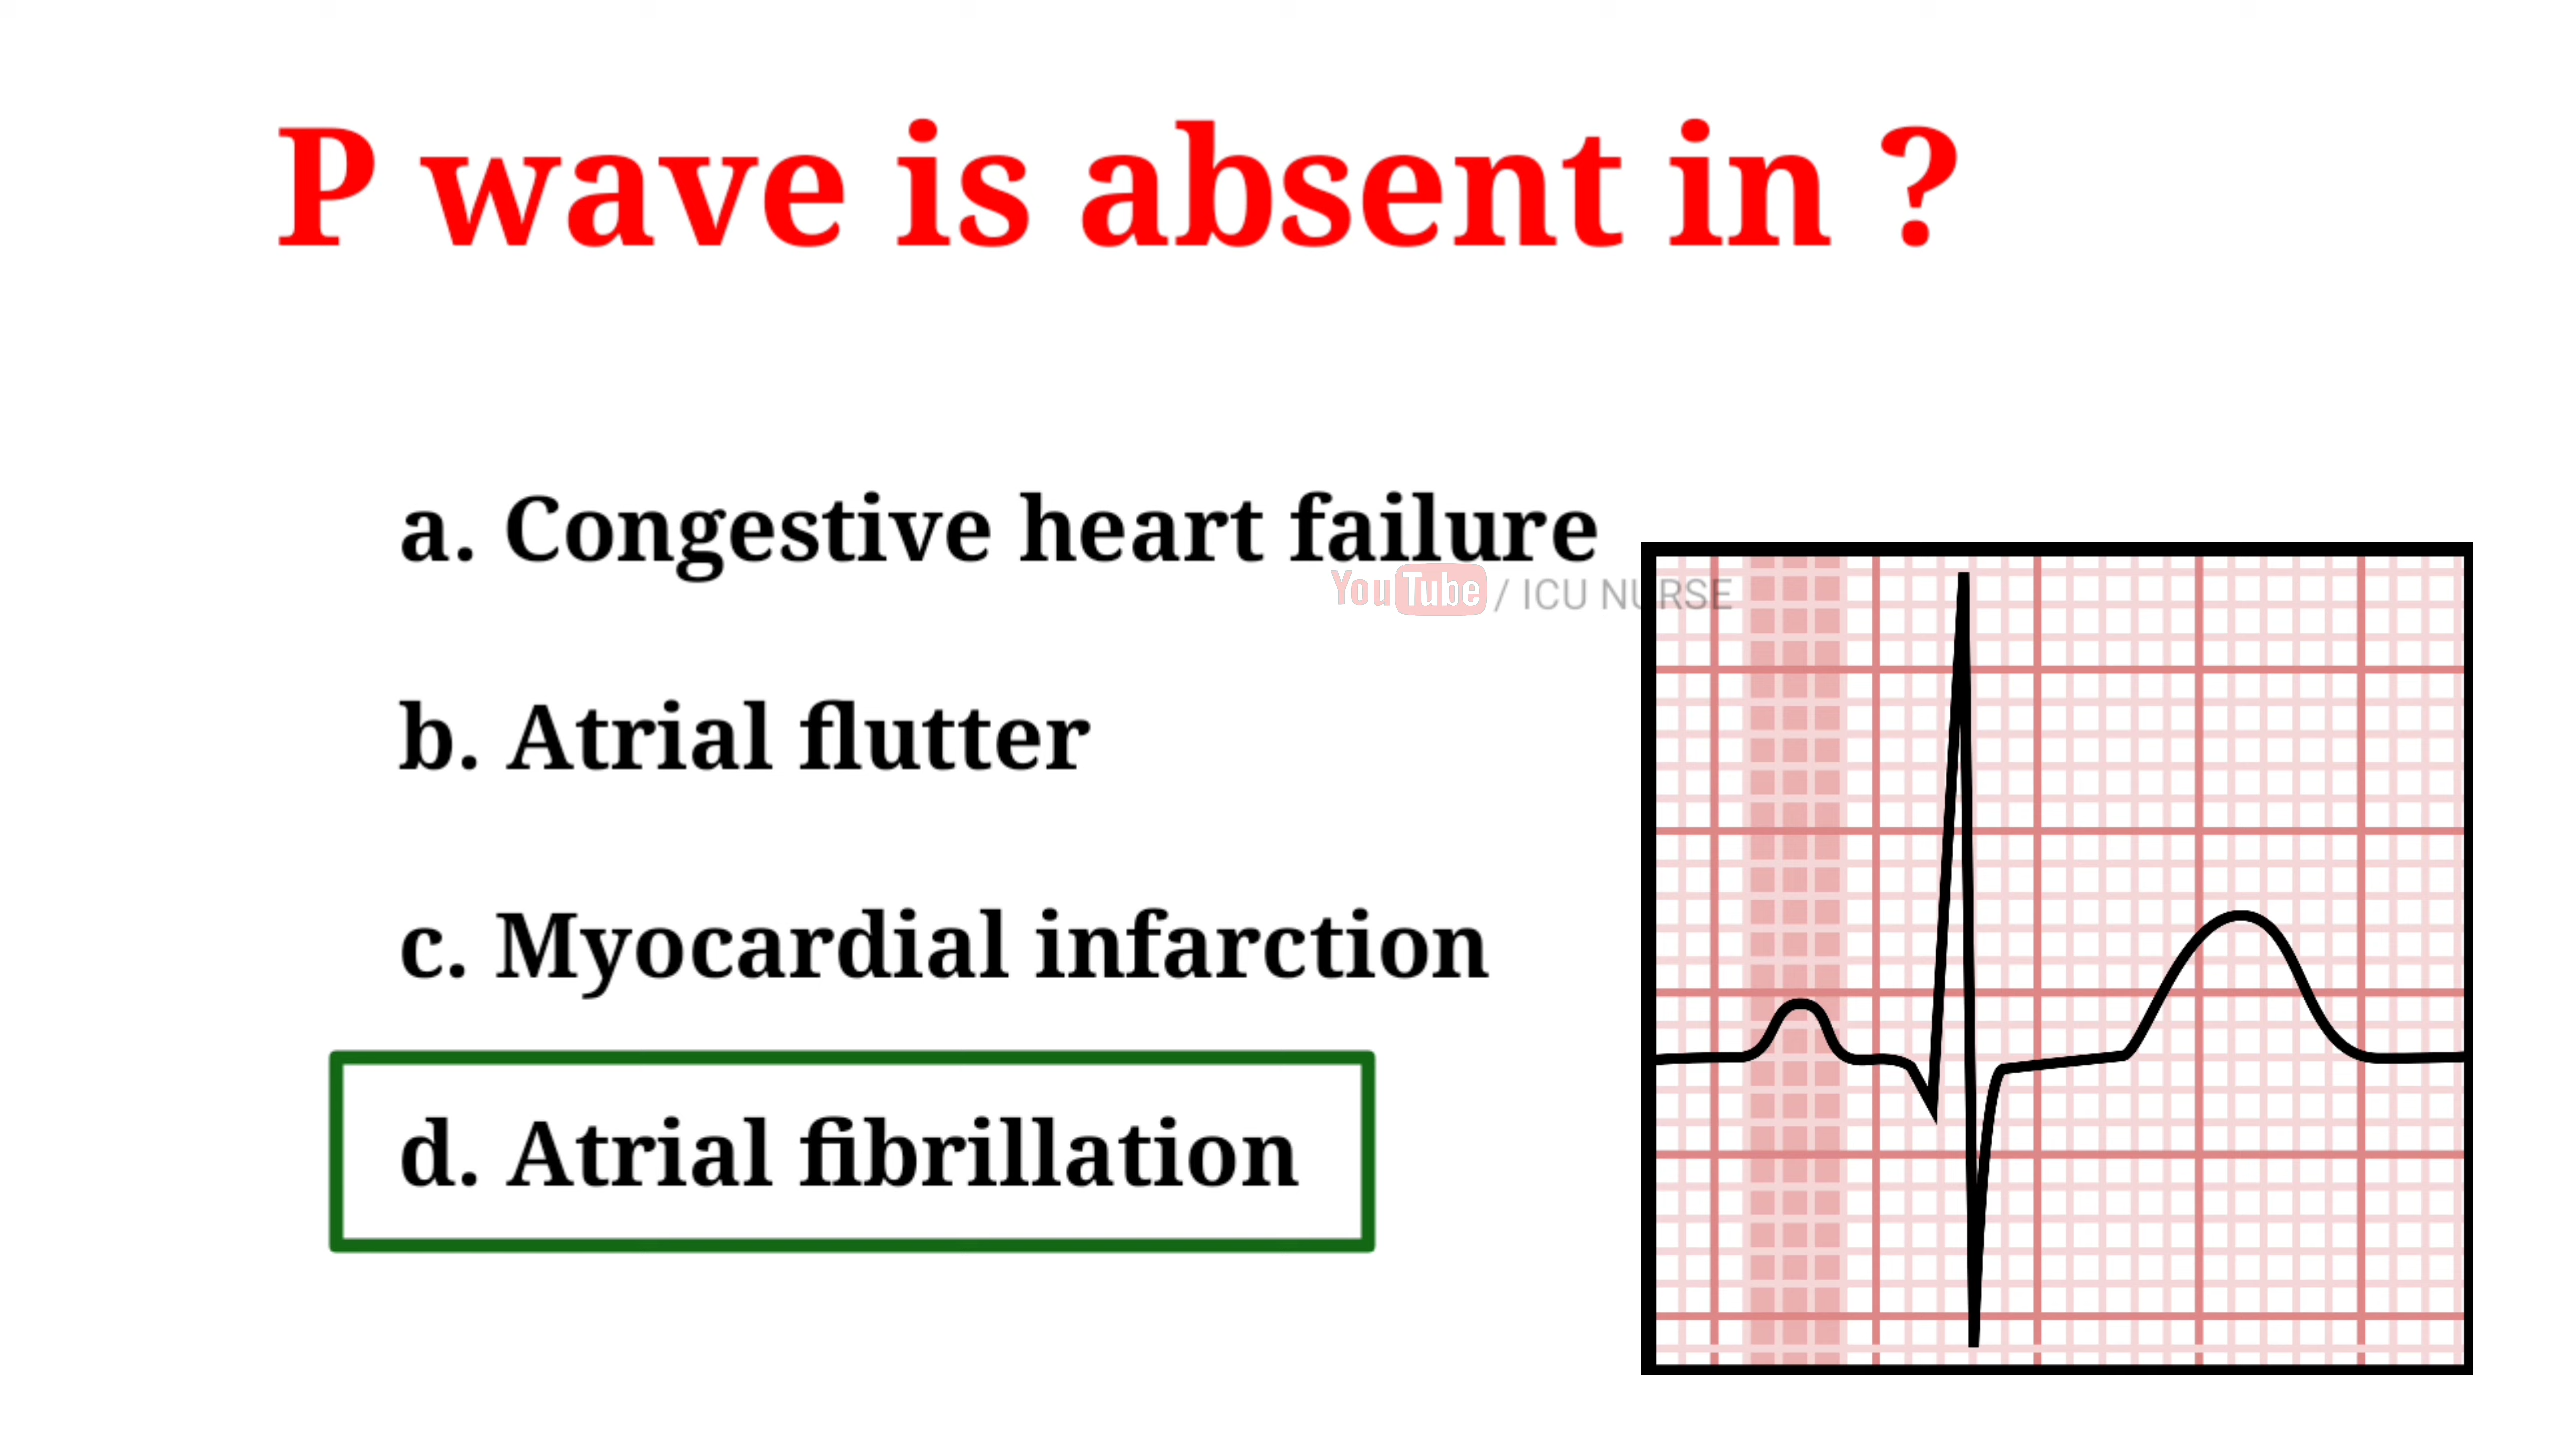 P wave is absent in ?
a. Congestive heart failure
YouTube / ICU NURSE
b. Atrial flutter
c. Myocardial infarction
d. Atrial fibrillation